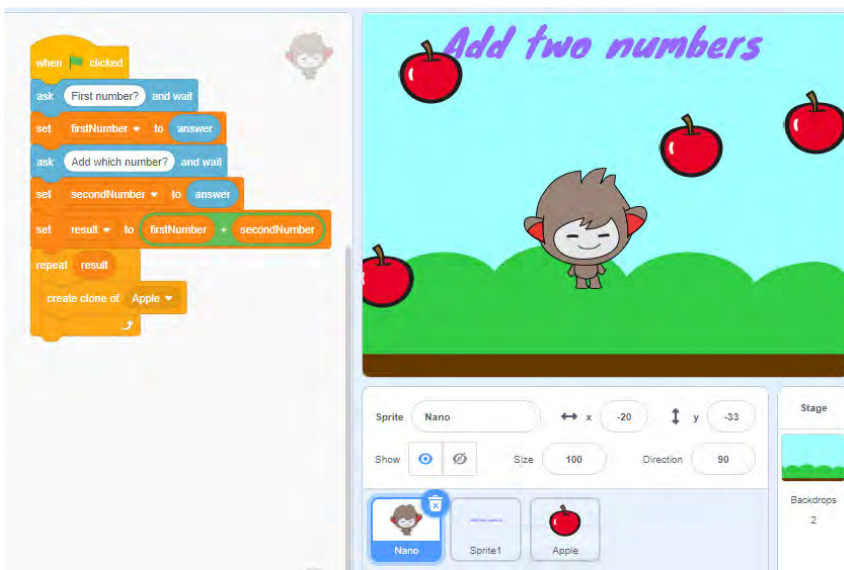 Add two numbers
when clicked
ask First number? and wait
set firstNumber to answer
ask Add which number? and wait
set secondNumber to answer
set result to firstNumber + secondNumber
repeat result
create clone of Apple
Sprite Nano x -20 y -33
Show Size 100 Direction 90
Stage
Backdrops
2
Nano
Sprite1
Apple